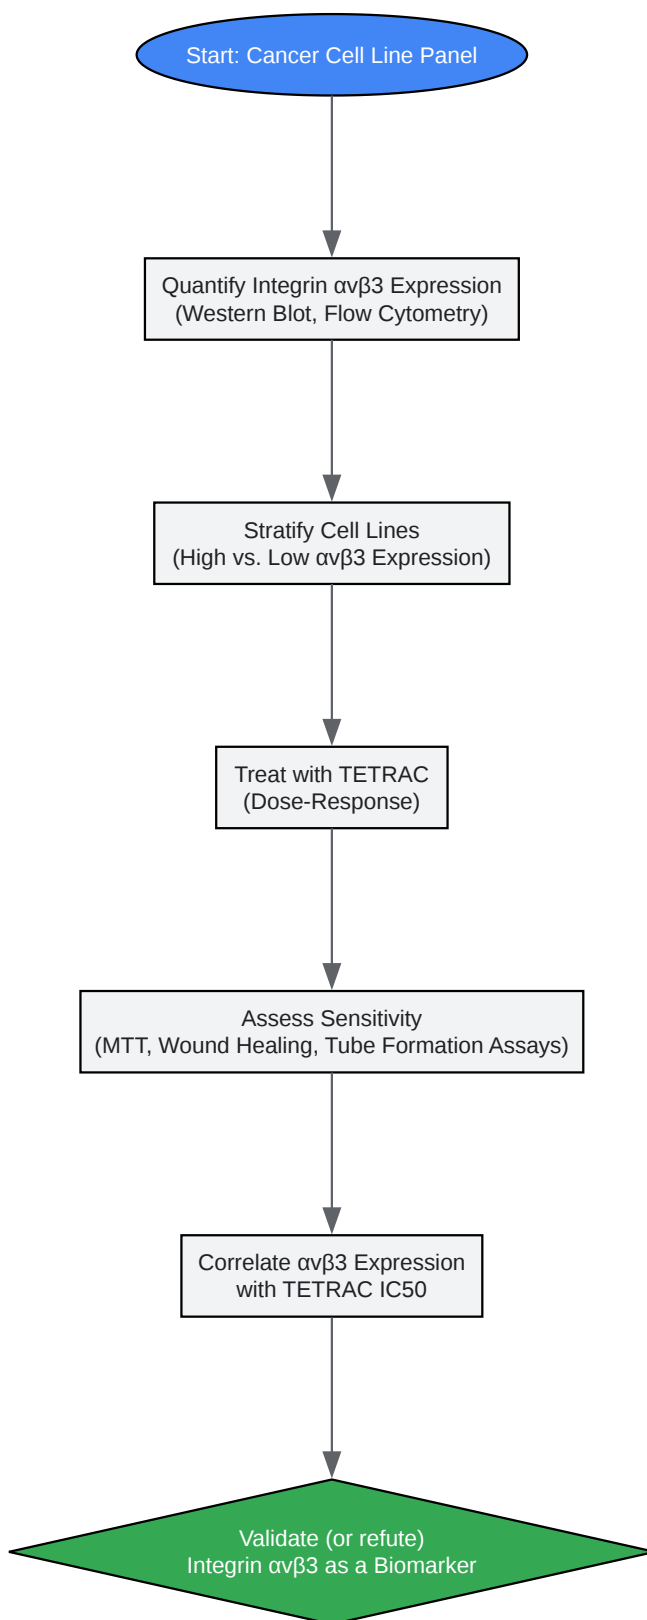 Start: Cancer Cell Line Panel
Quantify Integrin αvβ3 Expression
(Western Blot, Flow Cytometry)
Stratify Cell Lines
(High vs. Low αvβ3 Expression)
Treat with TETRAC
(Dose-Response)
Assess Sensitivity
(MTT, Wound Healing, Tube Formation Assays)
Correlate αvβ3 Expression
with TETRAC IC50
Validate (or refute)
Integrin αvβ3 as a Biomarker